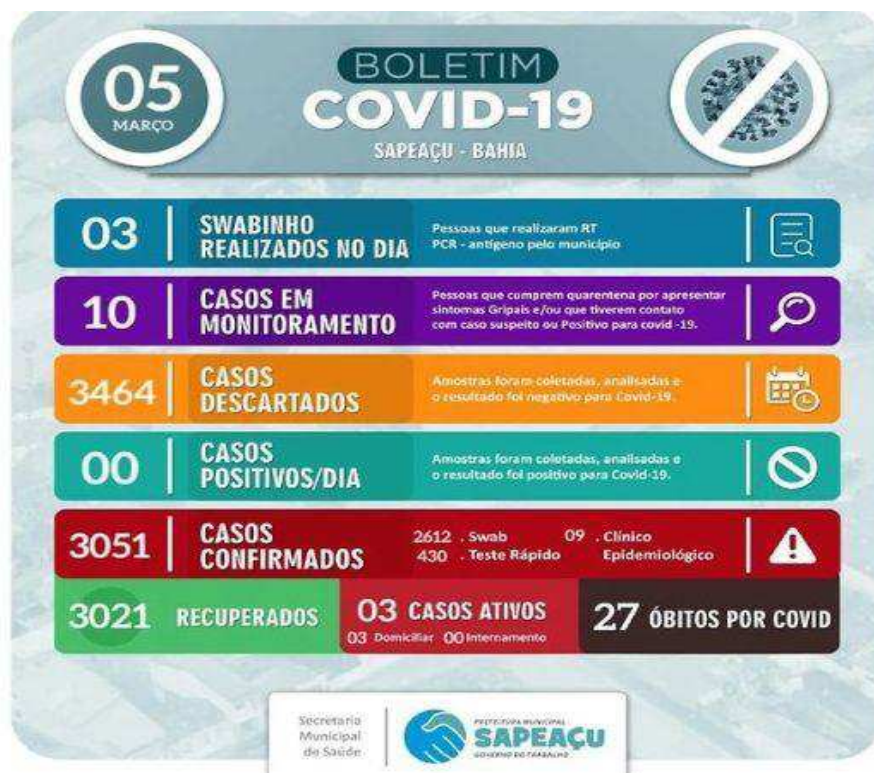 05
MARÇO
BOLETIM
COVID-19
SAPEAÇU - BAHIA
03
SWABINHO
REALIZADOS NO DIA
Pessoas que realizaram RT
PCR - antígeno pelo município
10
CASOS EM
MONITORAMENTO
Pessoas que cumprem quarentena por apresentar
sintomas Gripais e/ou que tiverem contato
com caso suspeito ou Positivo para covid -19.
3464
CASOS
DESCARTADOS
Amostras foram coletadas, analisadas e
o resultado foi negativo para Covid-19.
00
CASOS
POSITIVOS/DIA
Amostras foram coletadas, analisadas e
o resultado foi positivo para Covid-19.
3051
CASOS
CONFIRMADOS
2612 . Swab
430 . Teste Rápido
09 . Clínico
Epidemiológico
3021 RECUPERADOS
03 CASOS ATIVOS
03 Domiciliar 00 Internamento
27 ÓBITOS POR COVID
Secretaria
Municipal
de Saúde
PREFEITURA MUNICIPAL
SAPEAÇU
GOVERNO DO TRABALHO